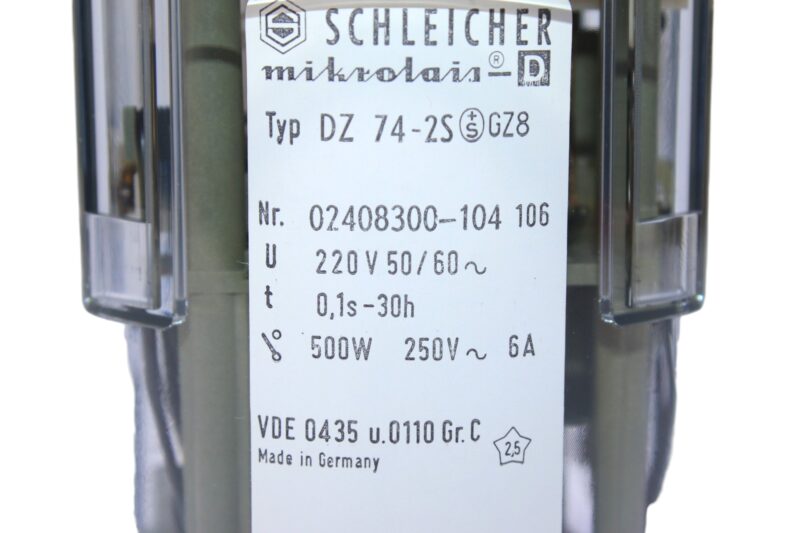 S SCHLEICHER
mikrolais®-D
Typ DZ 74-2S +S GZ8
Nr. 02408300-104 106
U 220V 50/60~
t 0,1s-30h
500W 250V~ 6A
VDE 0435 u.0110 Gr.C 2,5
Made in Germany